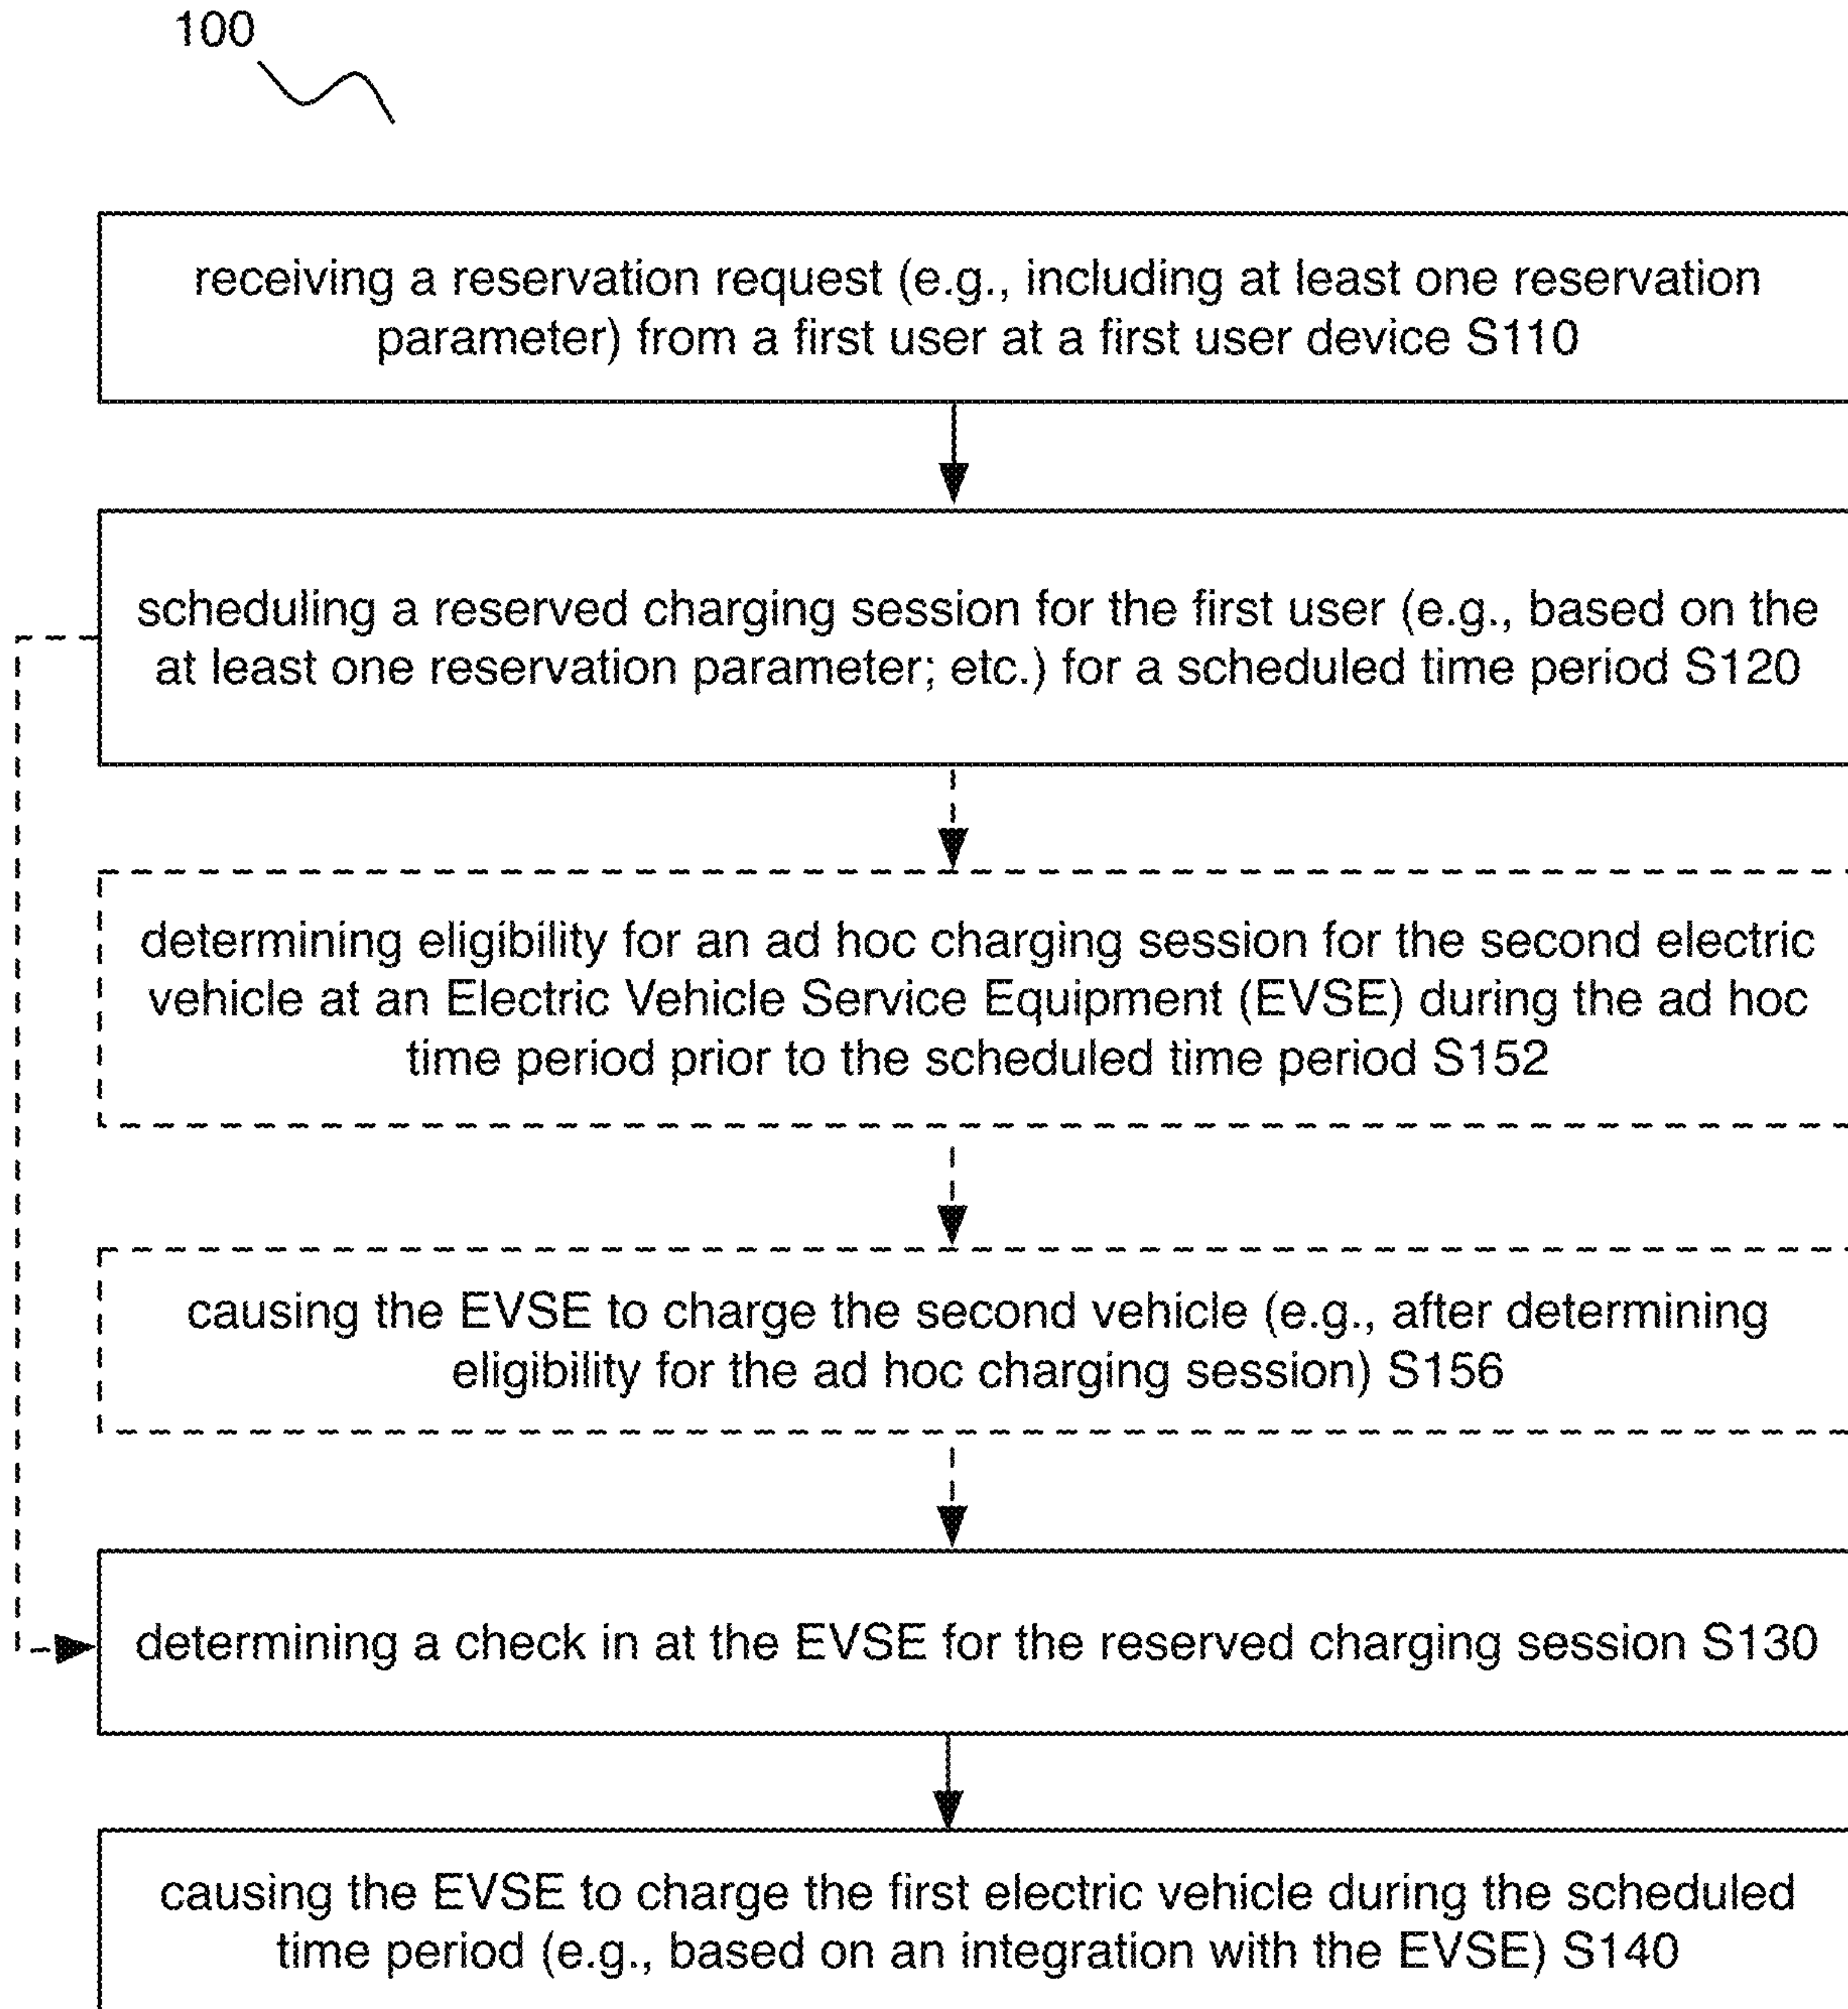 100
receiving a reservation request (e.g., including at least one reservation
parameter) from a first user at a first user device S110
scheduling a reserved charging session for the first user (e.g., based on the
at least one reservation parameter; etc.) for a scheduled time period S120
determining eligibility for an ad hoc charging session for the second electric
vehicle at an Electric Vehicle Service Equipment (EVSE) during the ad hoc
time period prior to the scheduled time period S152
causing the EVSE to charge the second vehicle (e.g., after determining
eligibility for the ad hoc charging session) S156
determining a check in at the EVSE for the reserved charging session S130
causing the EVSE to charge the first electric vehicle during the scheduled
time period (e.g., based on an integration with the EVSE) S140